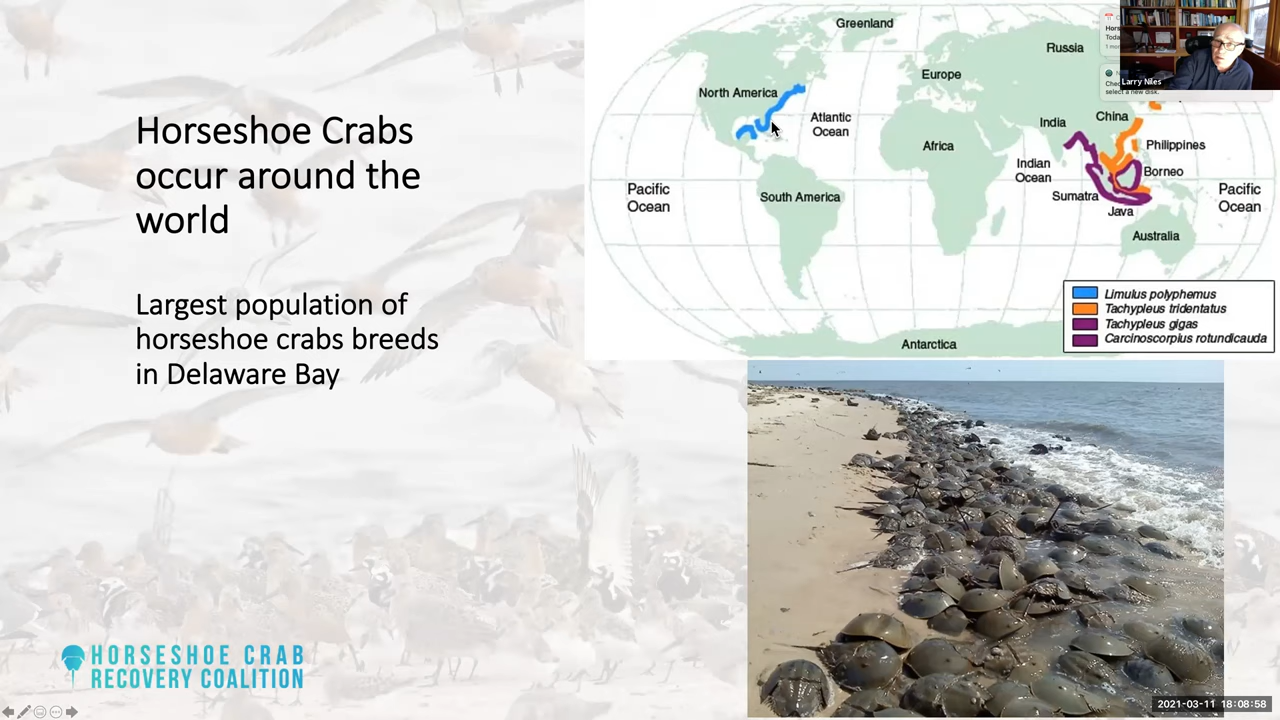 Horseshoe Crabs
occur around the
world
Largest population of
horseshoe crabs breeds
in Delaware Bay
HORSESHOE CRAB
RECOVERY COALITION
Greenland
Russia
Europe
North America
Atlantic
Ocean
India
China
Africa
Philippines
Indian
Ocean
Borneo
Pacific
Ocean
South America
Sumatra
Pacific
Ocean
Java
Australia
Antarctica
Limulus polyphemus
Tachypleus tridentatus
Tachypleus gigas
Carcinoscorpius rotundicauda
Larry Niles
select a new disk.
2021-03-11 18:08:58